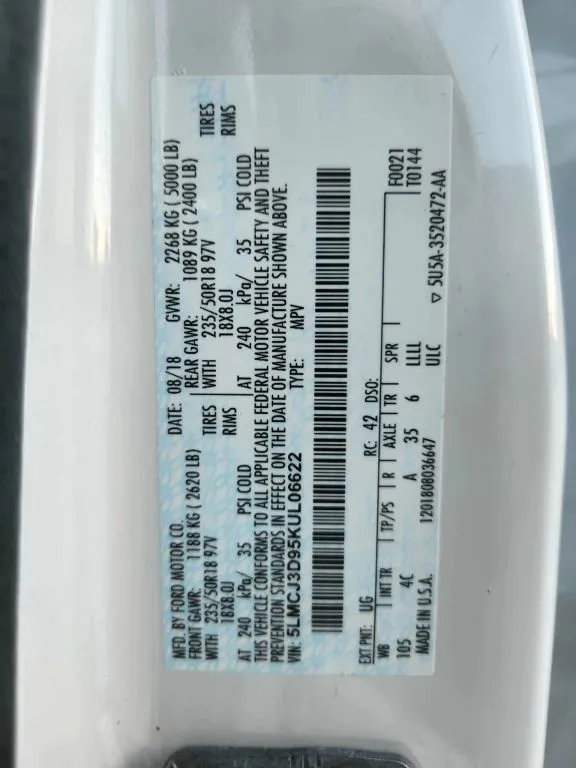 MFD. BY FORD MOTOR CO. DATE: 08/18 GVWR: 2268 KG ( 5000 LB)
FRONT GAWR: 1188 KG ( 2620 LB) REAR GAWR: 1089 KG ( 2400 LB)
WITH 235/50R18 97V TIRES WITH 235/50R18 97V TIRES
18X8.0J RIMS 18X8.0J RIMS
AT 240 kPa/ 35 PSI COLD AT 240 kPa/ 35 PSI COLD
THIS VEHICLE CONFORMS TO ALL APPLICABLE FEDERAL MOTOR VEHICLE SAFETY AND THEFT
PREVENTION STANDARDS IN EFFECT ON THE DATE OF MANUFACTURE SHOWN ABOVE.
VIN: 5LMCJ3D95KUL06622 TYPE: MPV
EXT PNT: UG RC: 42 DSO: F0021
WB INT TR TP/PS R AXLE TR SPR T0144
105 4C A 35 6 LLLL
MADE IN U.S.A. 1201808036647 ULC ▽ 5U5A-3520472-AA